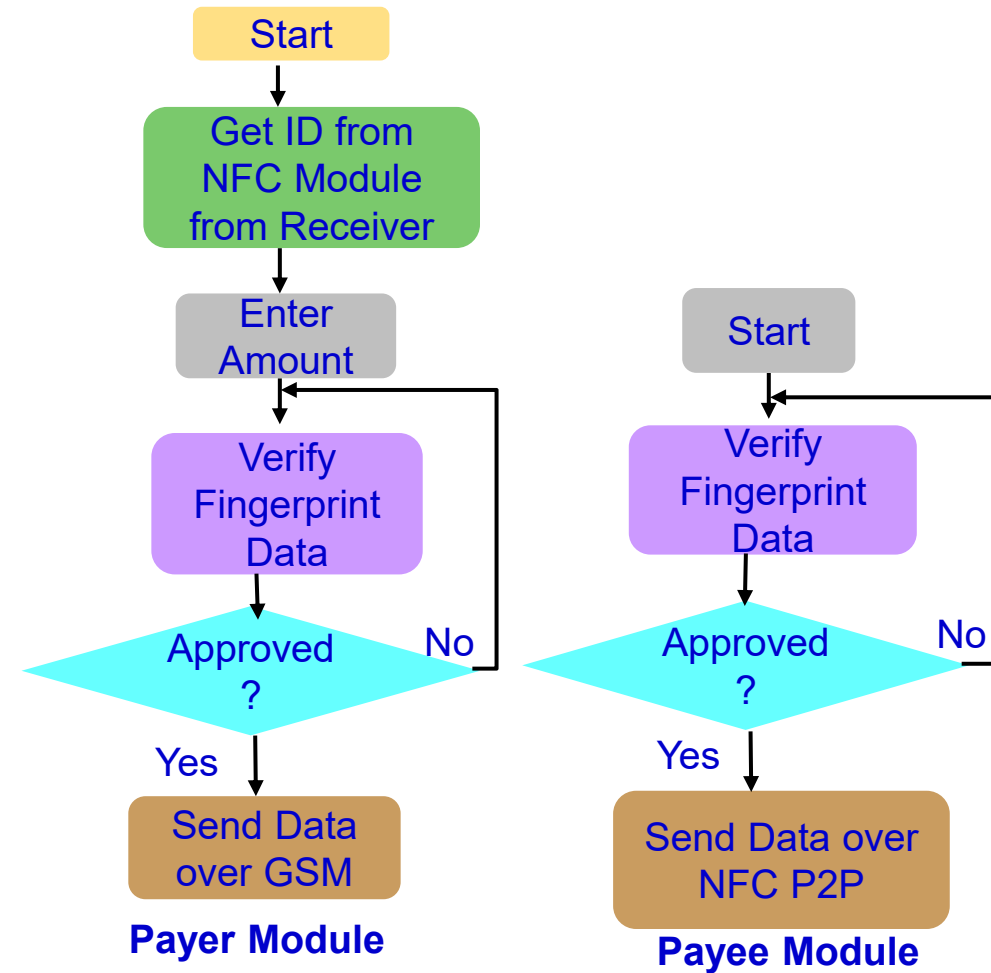 Start
Get ID from
NFC Module
from Receiver
Enter
Amount
Verify
Fingerprint
Data
Approved
?
No
Yes
Send Data
over GSM
Payer Module
Start
Verify
Fingerprint
Data
Approved
?
No
Yes
Send Data over
NFC P2P
Payee Module